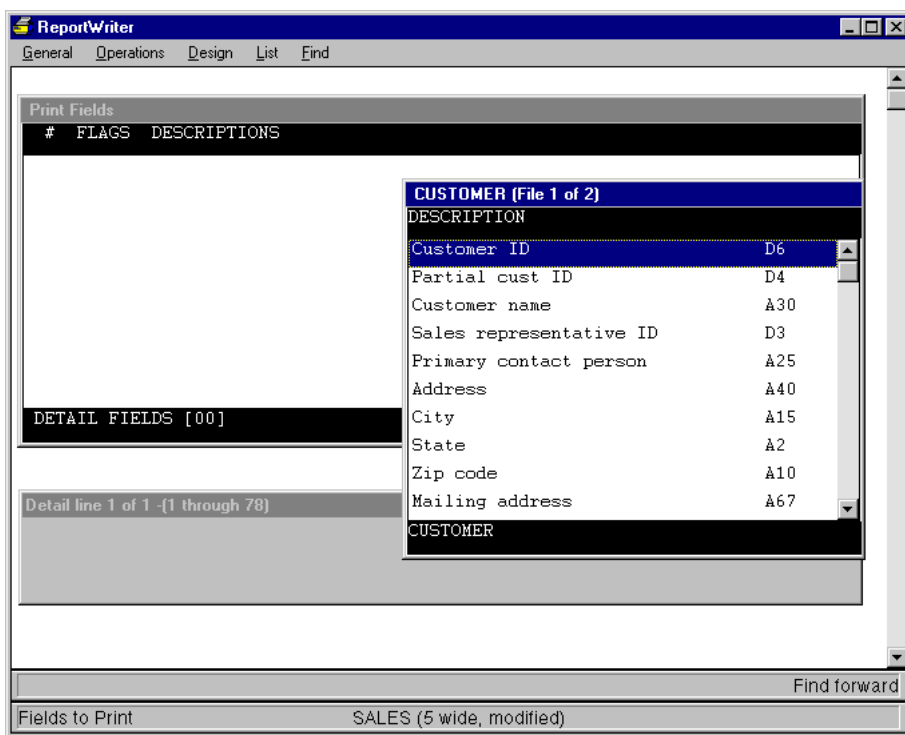 ReportWriter
General Operations Design List Find
Print Fields
# FLAGS DESCRIPTIONS
CUSTOMER (File 1 of 2)
DESCRIPTION
Customer ID D6
Partial cust ID D4
Customer name A30
Sales representative ID D3
Primary contact person A25
Address A40
City A15
State A2
Zip code A10
Mailing address A67
CUSTOMER
DETAIL FIELDS [00]
Detail line 1 of 1 -(1 through 78)
Find forward
Fields to Print SALES (5 wide, modified)